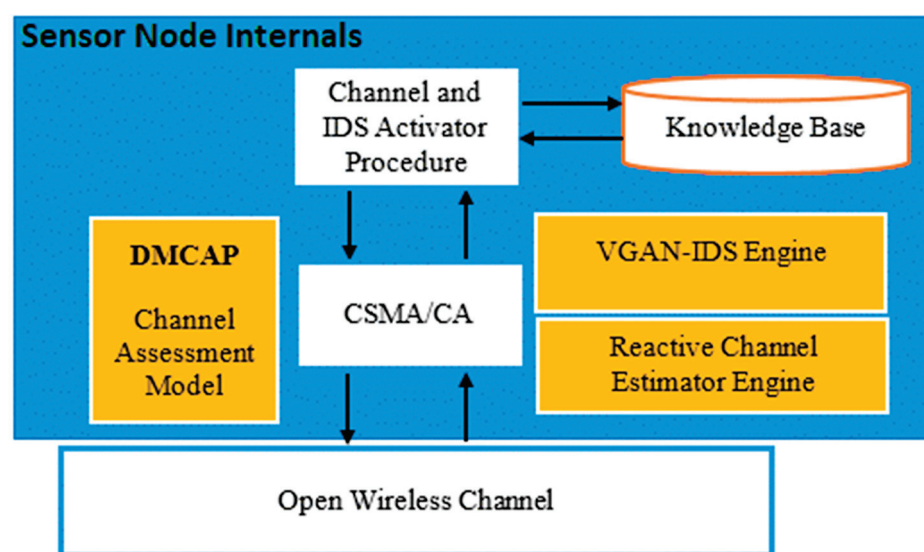 Sensor Node Internals
Channel and
IDS Activator
Procedure
Knowledge Base
DMCAP
Channel
Assessment
Model
CSMA/CA
VGAN-IDS Engine
Reactive Channel
Estimator Engine
Open Wireless Channel